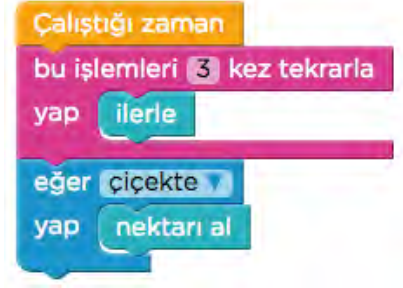 Çalıştığı zaman
bu işlemleri 3 kez tekrarla
yap ilerle
eğer çiçekte
yap nektarı al